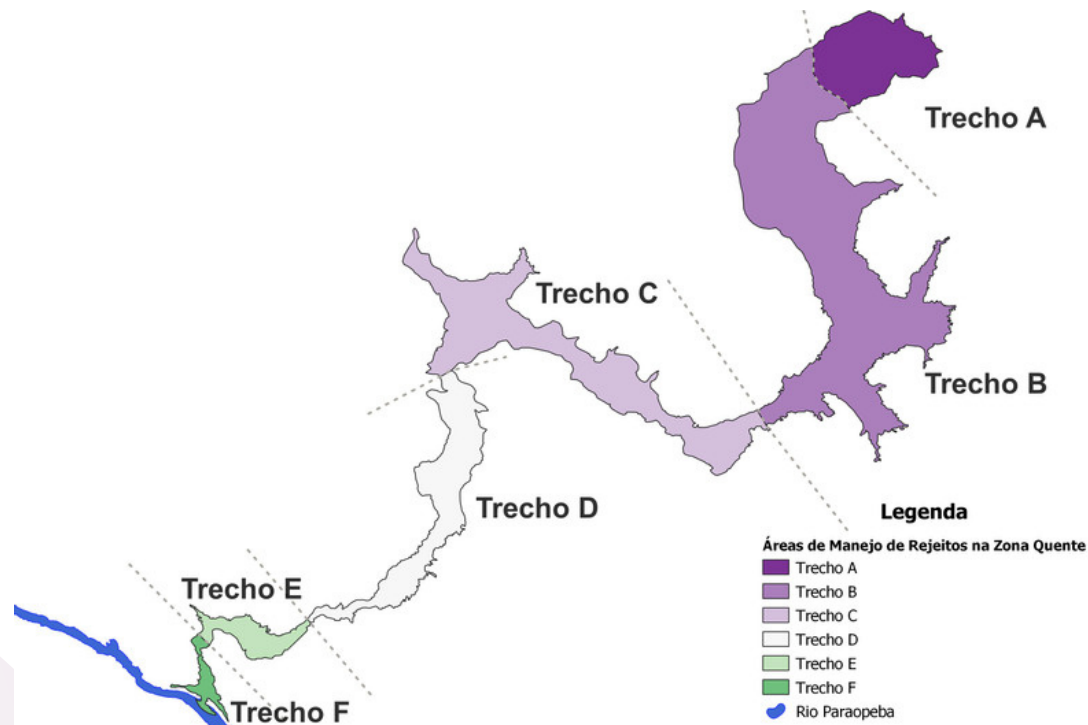 Trecho A
Trecho C
Trecho B
Trecho D
Trecho E
Trecho F
Legenda
Áreas de Manejo de Rejeitos na Zona Quente
Trecho A
Trecho B
Trecho C
Trecho D
Trecho E
Trecho F
Rio Paraopeba